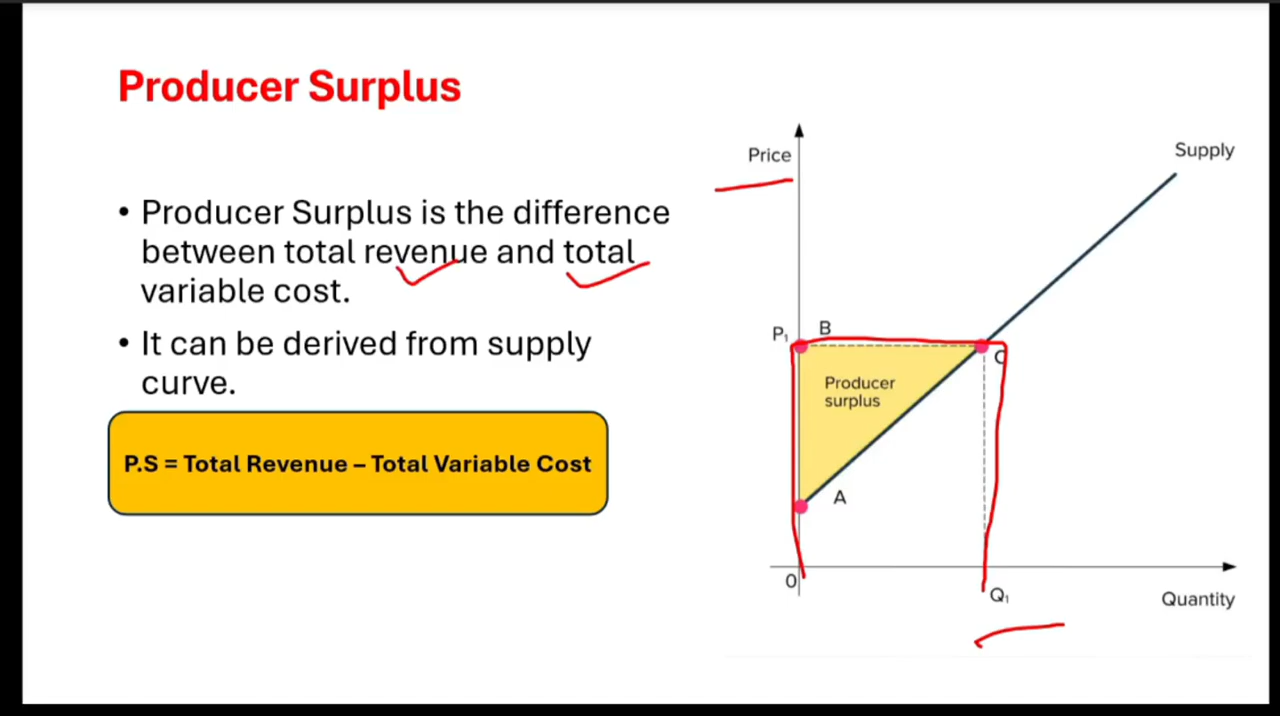 Producer Surplus
• Producer Surplus is the difference
between total revenue and total
variable cost.
• It can be derived from supply
curve.
P.S = Total Revenue – Total Variable Cost
Price
Supply
P₁
B
C
Producer
surplus
A
0
Q₁
Quantity